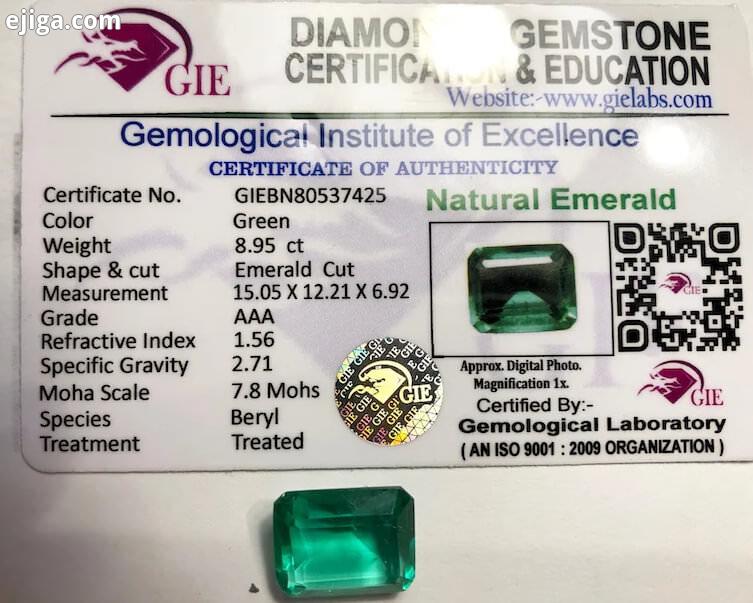 ejiga.com
GIE
DIAMO GEMSTONE
CERTIFICA & EDUCATION
Website:-www.gielabs.com
Gemological Institute of Excellence
CERTIFICATE OF AUTHENTICITY
Certificate No. GIEBN80537425
Color Green
Weight 8.95 ct
Shape & cut Emerald Cut
Measurement 15.05 X 12.21 X 6.92
Grade AAA
Refractive Index 1.56
Specific Gravity 2.71
Moha Scale 7.8 Mohs
Species Beryl
Treatment Treated
Natural Emerald
GIE
Approx. Digital Photo.
Magnification 1x.
GIE
GIE
Certified By:-
Gemological Laboratory
( AN ISO 9001 : 2009 ORGANIZATION )